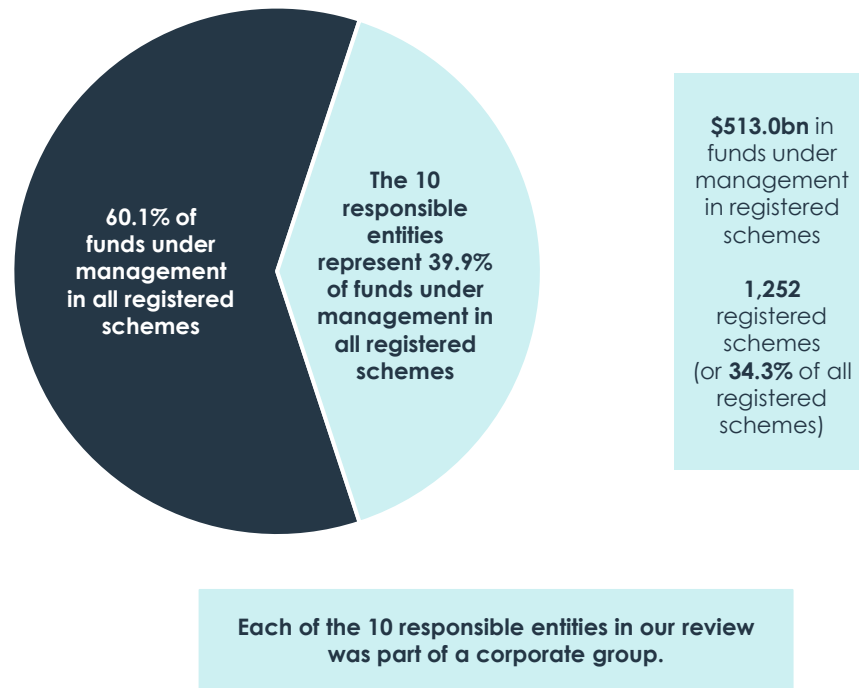 60.1% of
funds under
management
in all registered
schemes
The 10
responsible
entities
represent 39.9%
of funds under
management in
all registered
schemes
$513.0bn in
funds under
management
in registered
schemes
1,252
registered
schemes
(or 34.3% of all
registered
schemes)
Each of the 10 responsible entities in our review
was part of a corporate group.